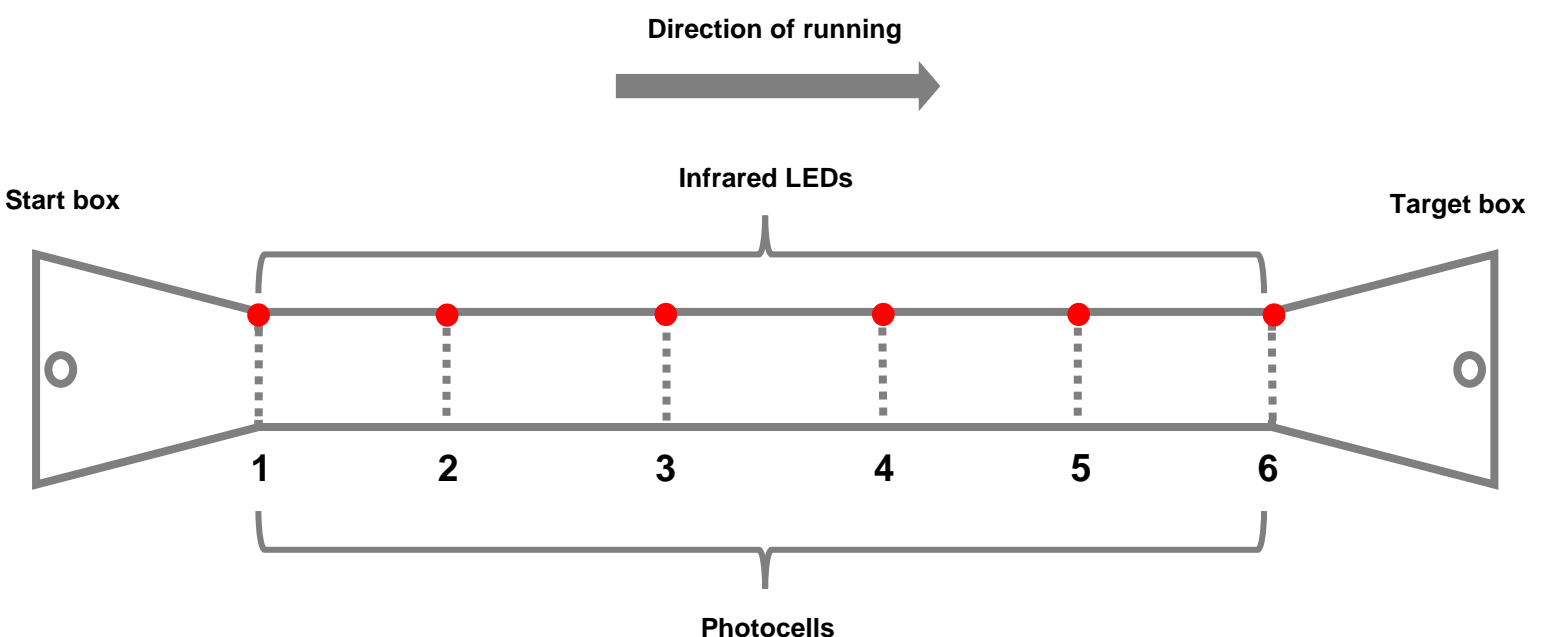 Direction of running
Infrared LEDs
Start box
Target box
1 2 3 4 5 6
Photocells